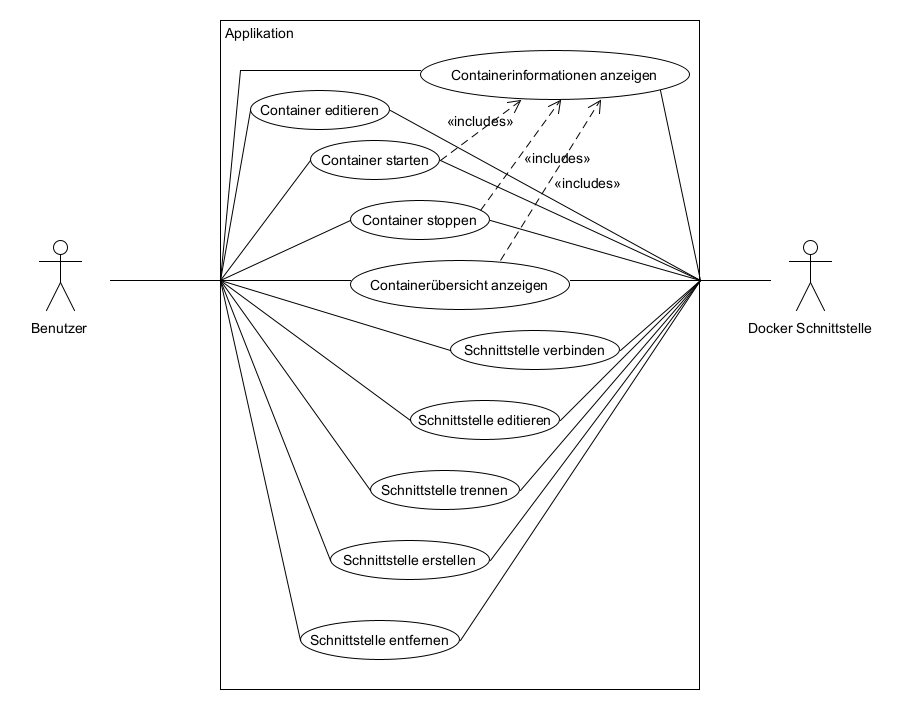 Applikation
Containerinformationen anzeigen
Container editieren
«includes»
Container starten
«includes»
«includes»
Container stoppen
Containerübersicht anzeigen
Benutzer
Docker Schnittstelle
Schnittstelle verbinden
Schnittstelle editieren
Schnittstelle trennen
Schnittstelle erstellen
Schnittstelle entfernen